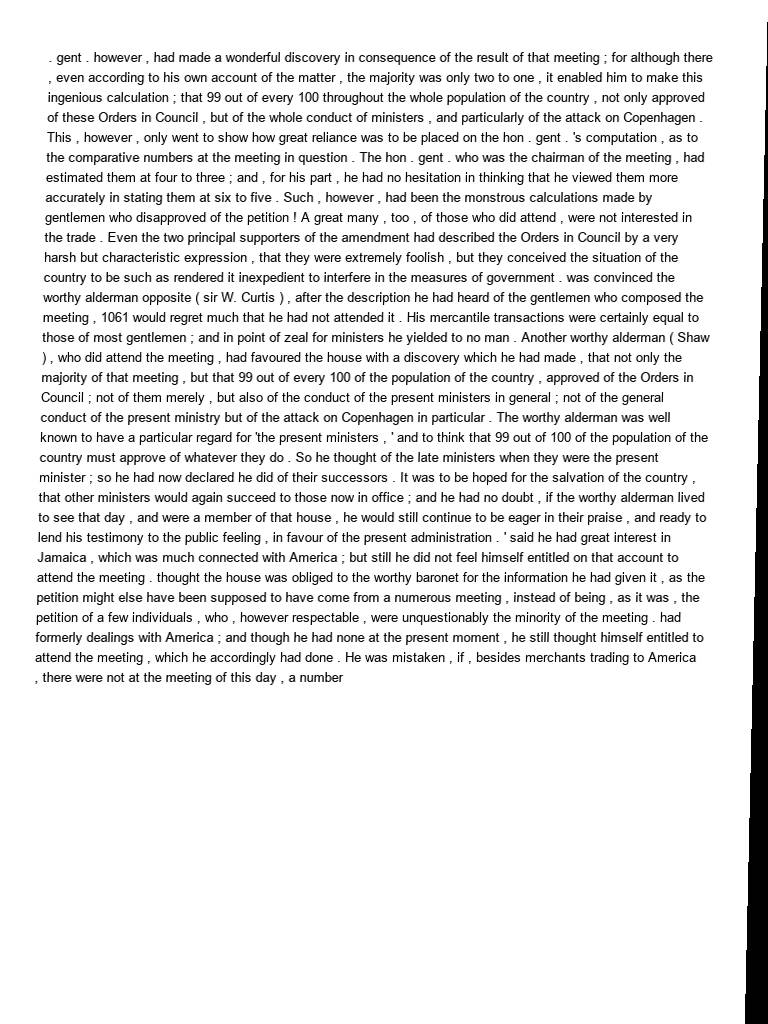 . gent . however , had made a wonderful discovery in consequence of the result of that meeting ; for although there
, even according to his own account of the matter , the majority was only two to one , it enabled him to make this
ingenious calculation ; that 99 out of every 100 throughout the whole population of the country , not only approved
of these Orders in Council , but of the whole conduct of ministers , and particularly of the attack on Copenhagen .
This , however , only went to show how great reliance was to be placed on the hon . gent . 's computation , as to
the comparative numbers at the meeting in question . The hon . gent . who was the chairman of the meeting , had
estimated them at four to three ; and , for his part , he had no hesitation in thinking that he viewed them more
accurately in stating them at six to five . Such , however , had been the monstrous calculations made by
gentlemen who disapproved of the petition ! A great many , too , of those who did attend , were not interested in
the trade . Even the two principal supporters of the amendment had described the Orders in Council by a very
harsh but characteristic expression , that they were extremely foolish , but they conceived the situation of the
country to be such as rendered it inexpedient to interfere in the measures of government . was convinced the
worthy alderman opposite ( sir W. Curtis ) , after the description he had heard of the gentlemen who composed the
meeting , 1061 would regret much that he had not attended it . His mercantile transactions were certainly equal to
those of most gentlemen ; and in point of zeal for ministers he yielded to no man . Another worthy alderman ( Shaw
) , who did attend the meeting , had favoured the house with a discovery which he had made , that not only the
majority of that meeting , but that 99 out of every 100 of the population of the country , approved of the Orders in
Council ; not of them merely , but also of the conduct of the present ministers in general ; not of the general
conduct of the present ministry but of the attack on Copenhagen in particular . The worthy alderman was well
known to have a particular regard for 'the present ministers , ' and to think that 99 out of 100 of the population of the
country must approve of whatever they do . So he thought of the late ministers when they were the present
minister ; so he had now declared he did of their successors . It was to be hoped for the salvation of the country ,
that other ministers would again succeed to those now in office ; and he had no doubt , if the worthy alderman lived
to see that day , and were a member of that house , he would still continue to be eager in their praise , and ready to
lend his testimony to the public feeling , in favour of the present administration . ' said he had great interest in
Jamaica , which was much connected with America ; but still he did not feel himself entitled on that account to
attend the meeting . thought the house was obliged to the worthy baronet for the information he had given it , as the
petition might else have been supposed to have come from a numerous meeting , instead of being , as it was , the
petition of a few individuals , who , however respectable , were unquestionably the minority of the meeting . had
formerly dealings with America ; and though he had none at the present moment , he still thought himself entitled to
attend the meeting , which he accordingly had done . He was mistaken , if , besides merchants trading to America
, there were not at the meeting of this day , a number